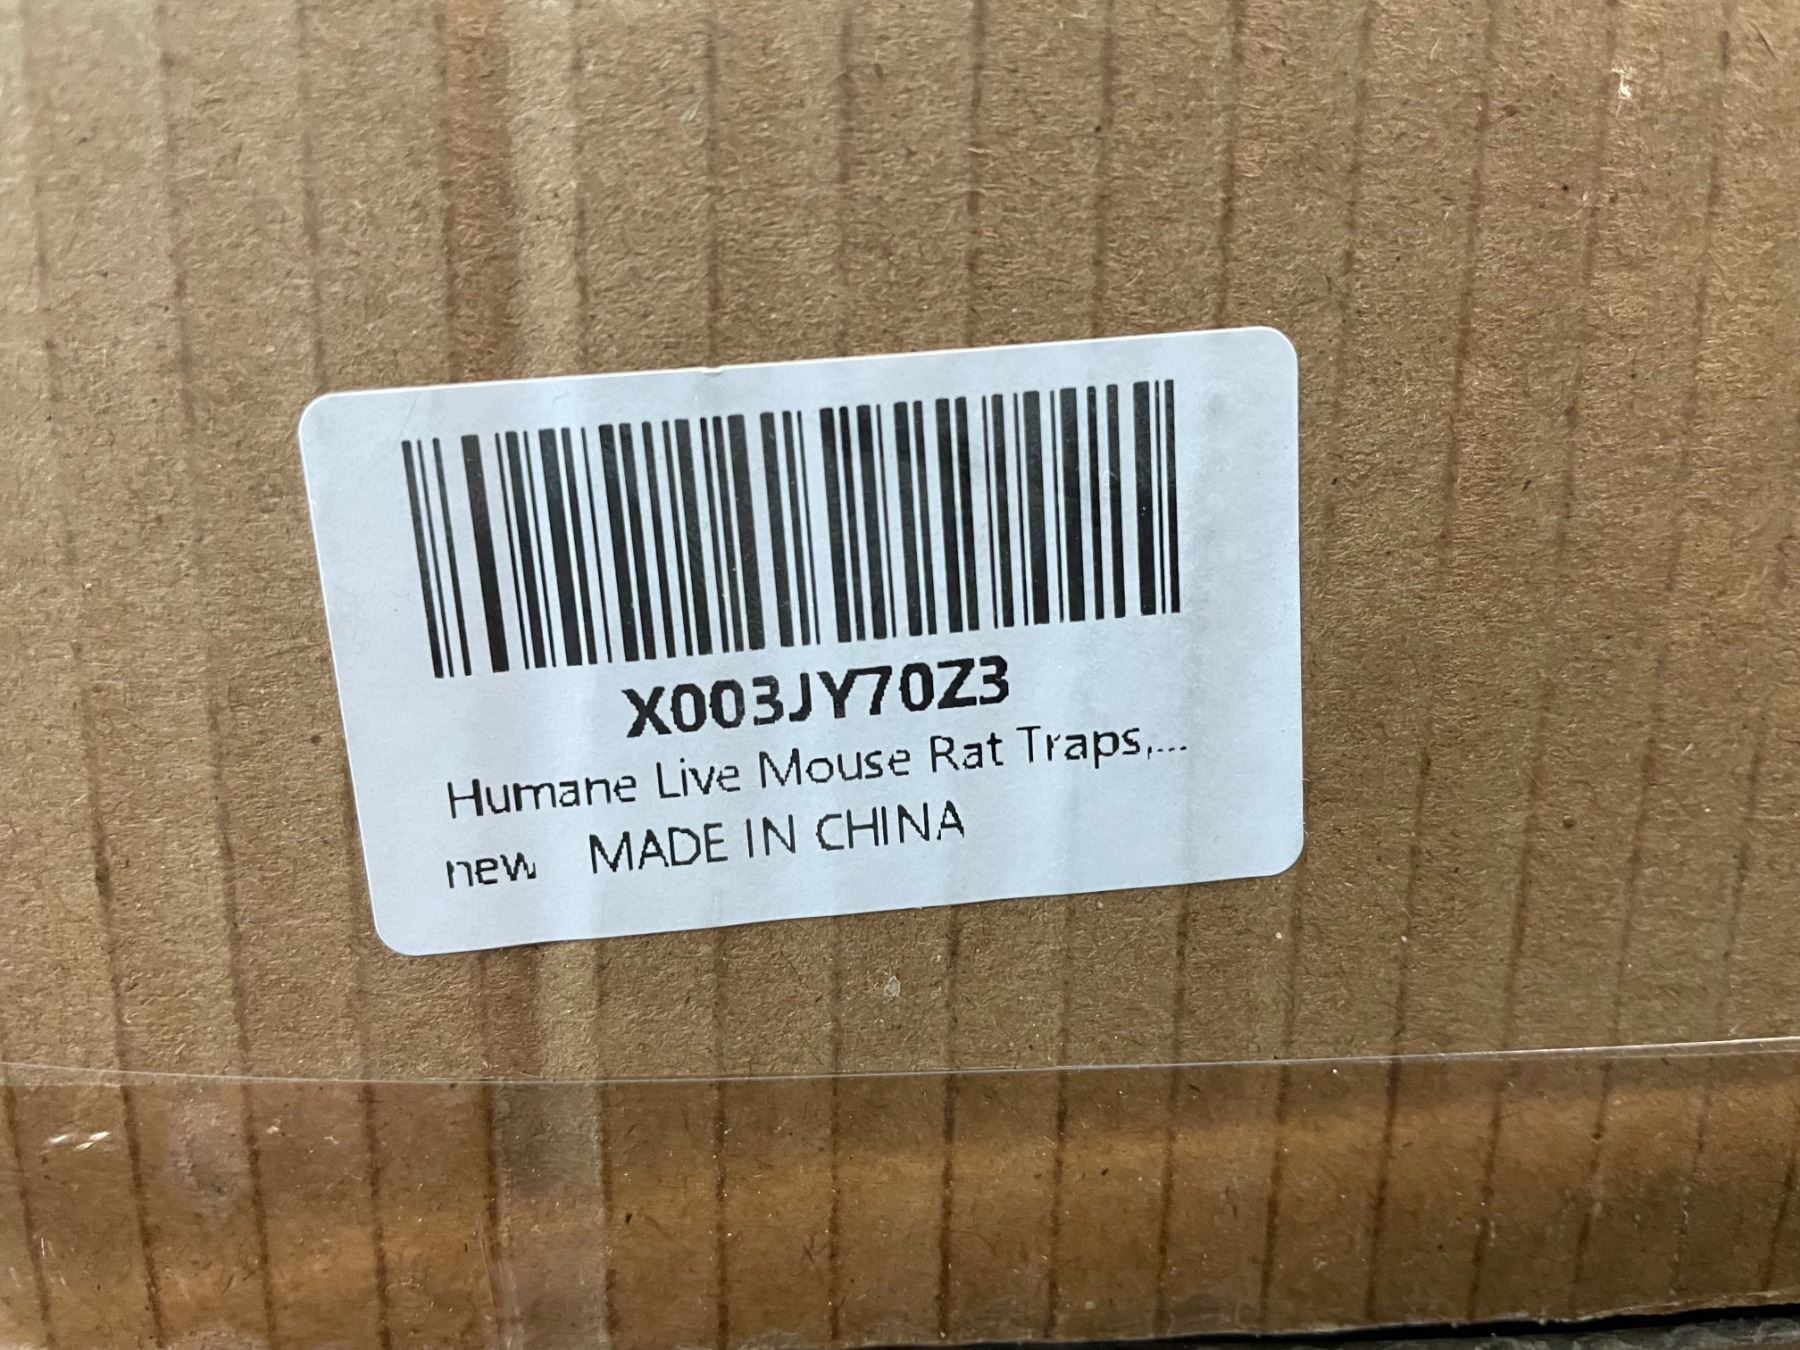 X003JY70Z3
Humane Live Mouse Rat Traps,...
new MADE IN CHINA